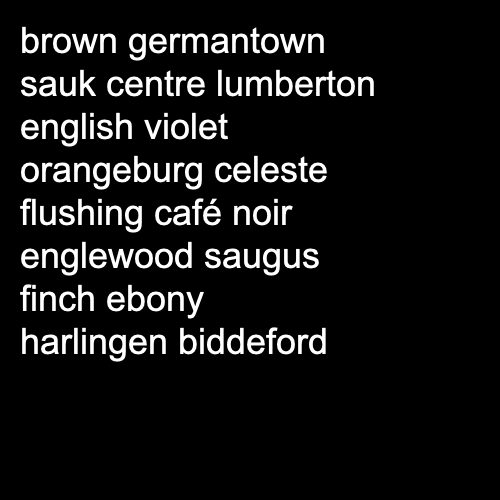 brown germantown
sauk centre lumberton
english violet
orangeburg celeste
flushing café noir
englewood saugus
finch ebony
harlingen biddeford